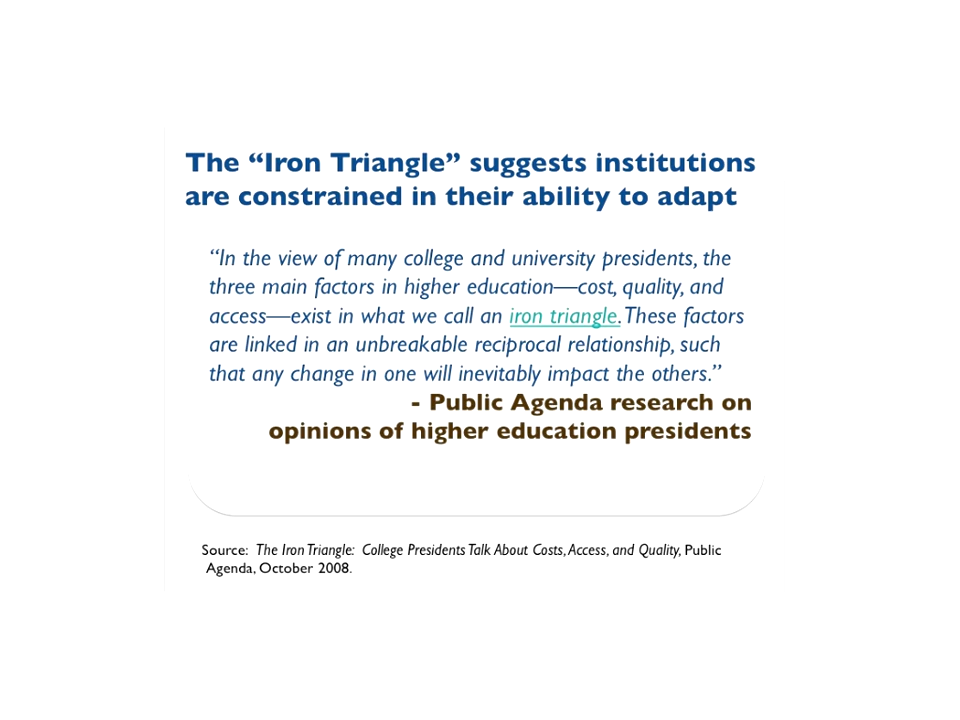 The “Iron Triangle” suggests institutions
are constrained in their ability to adapt
“In the view of many college and university presidents, the
three main factors in higher education—cost, quality, and
access—exist in what we call an iron triangle. These factors
are linked in an unbreakable reciprocal relationship, such
that any change in one will inevitably impact the others.”
- Public Agenda research on
opinions of higher education presidents
Source: The Iron Triangle: College Presidents Talk About Costs, Access, and Quality, Public
Agenda, October 2008.